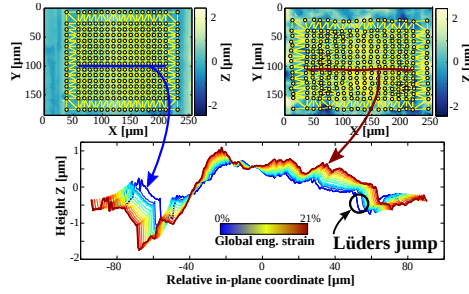 0
50
100
150
Y [μm]
0 50 100 150 200 250
X [μm]
2
0
-2
Z [μm]
0
50
100
150
Y [μm]
0 50 100 150 200 250
X [μm]
2
0
-2
Z [μm]
1
0
-1
-2
Height Z [μm]
0% 21%
Global eng. strain
Lüders jump
-80 -40 0 40 80
Relative in-plane coordinate [μm]